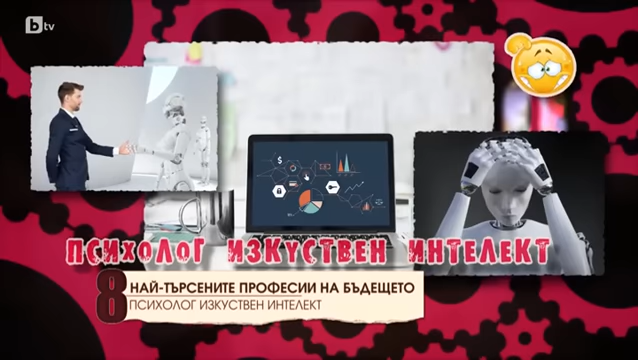 btv
ПСИХОЛОГ ИЗКУСТВЕН ИНТЕЛЕКТ
8
НАЙ-ТЪРСЕНИТЕ ПРОФЕСИИ НА БЪДЕЩЕТО
ПСИХОЛОГ ИЗКУСТВЕН ИНТЕЛЕКТ